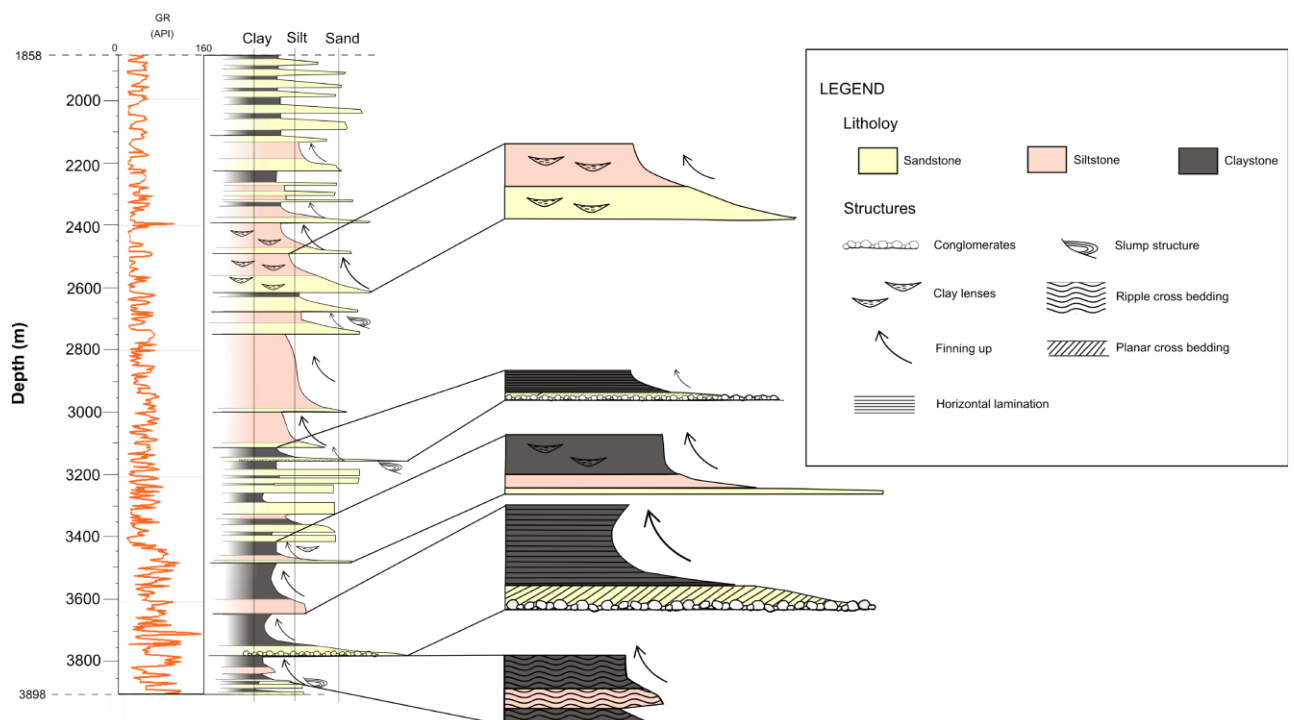 GR
(API)
0
160
Clay
Silt
Sand
1858
2000
2200
2400
2600
2800
3000
3200
3400
3600
3800
3898
Depth (m)
LEGEND
Litholoy
Sandstone
Siltstone
Claystone
Structures
Conglomerates
Slump structure
Clay lenses
Ripple cross bedding
Finning up
Planar cross bedding
Horizontal lamination